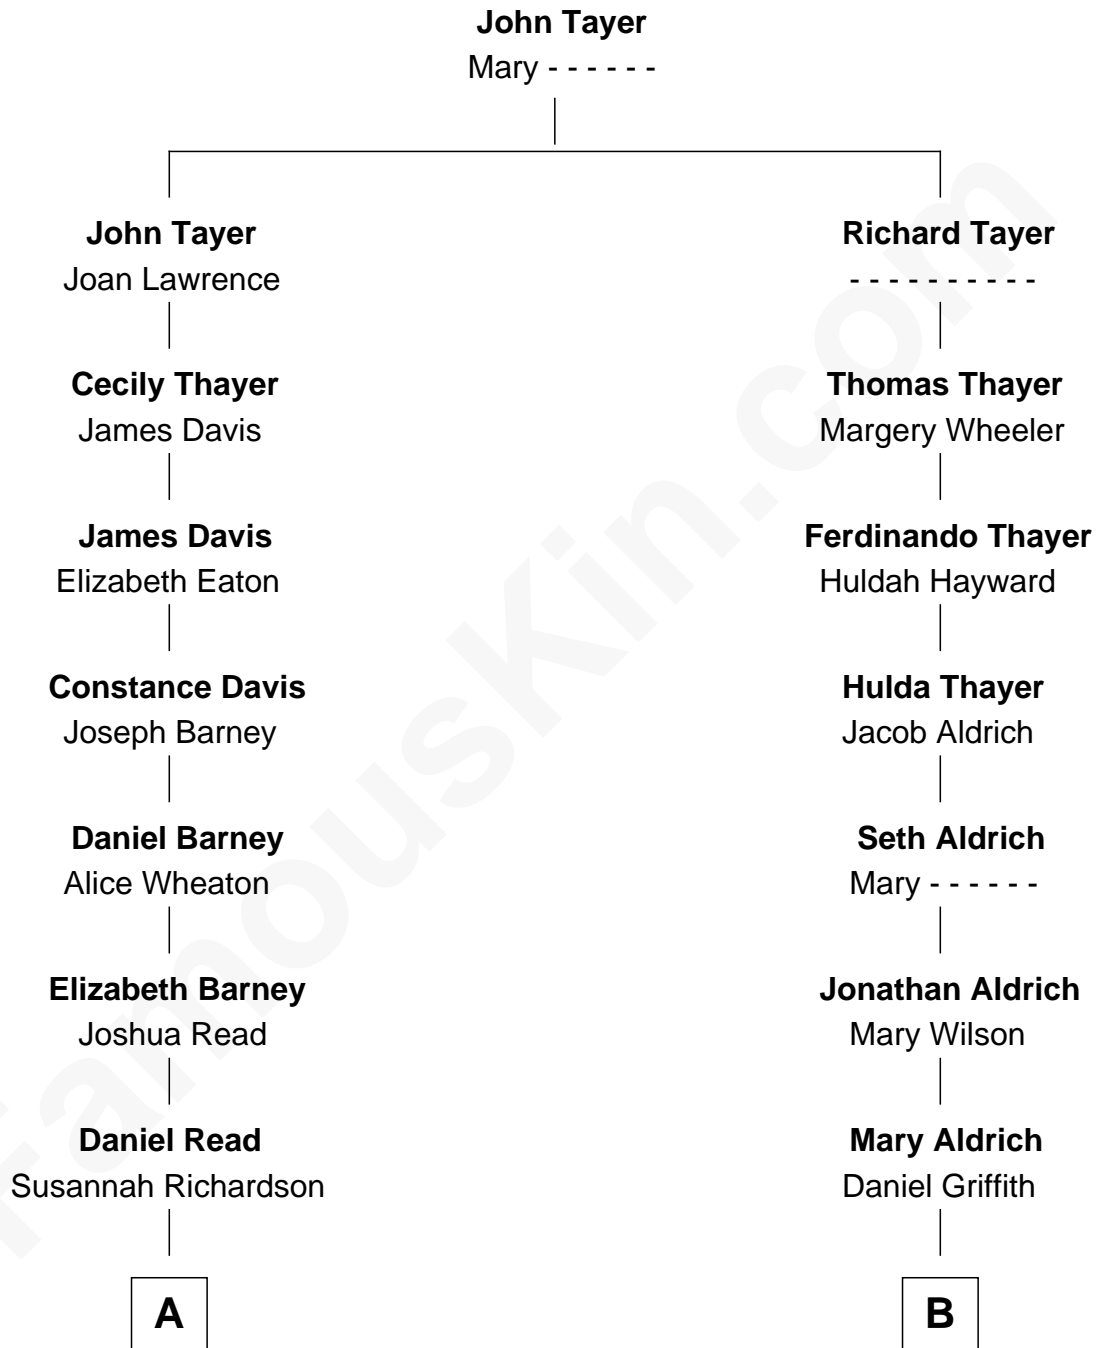 John Tayer
Mary - - - - - -
John Tayer
Joan Lawrence
Cecily Thayer
James Davis
James Davis
Elizabeth Eaton
Constance Davis
Joseph Barney
Daniel Barney
Alice Wheaton
Elizabeth Barney
Joshua Read
Daniel Read
Susannah Richardson
A
Richard Tayer
- - - - - - - - - -
Thomas Thayer
Margery Wheeler
Ferdinando Thayer
Huldah Hayward
Hulda Thayer
Jacob Aldrich
Seth Aldrich
Mary - - - - - -
Jonathan Aldrich
Mary Wilson
Mary Aldrich
Daniel Griffith
B
FamousKin.com